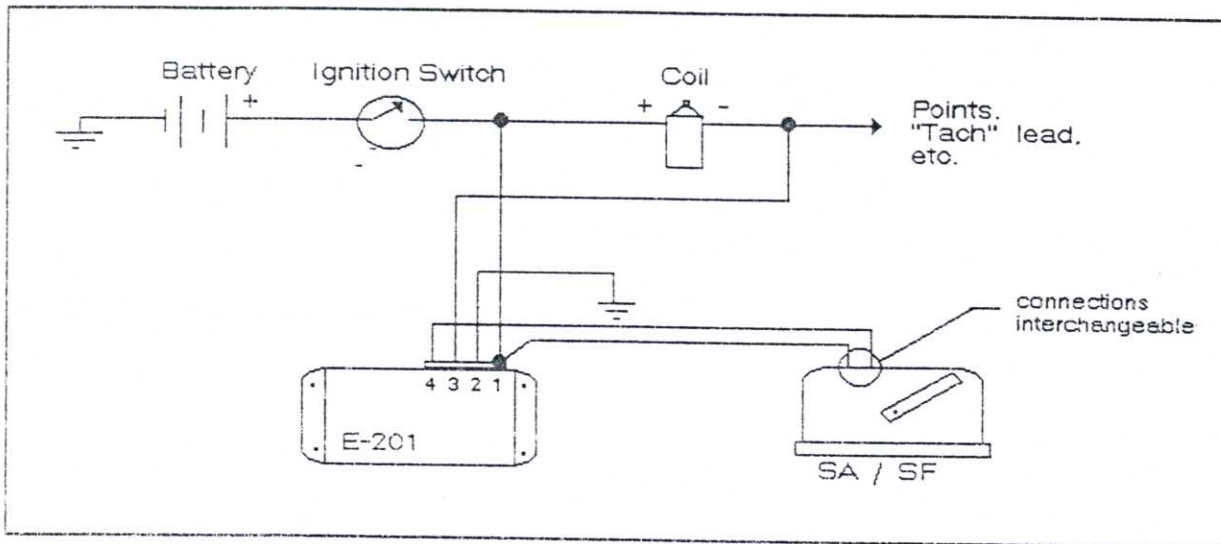 Battery
Ignition Switch
Coil
+
+
-
Points.
"Tach" lead.
etc.
connections
interchangeable
4 3 2 1
E-201
SA / SF